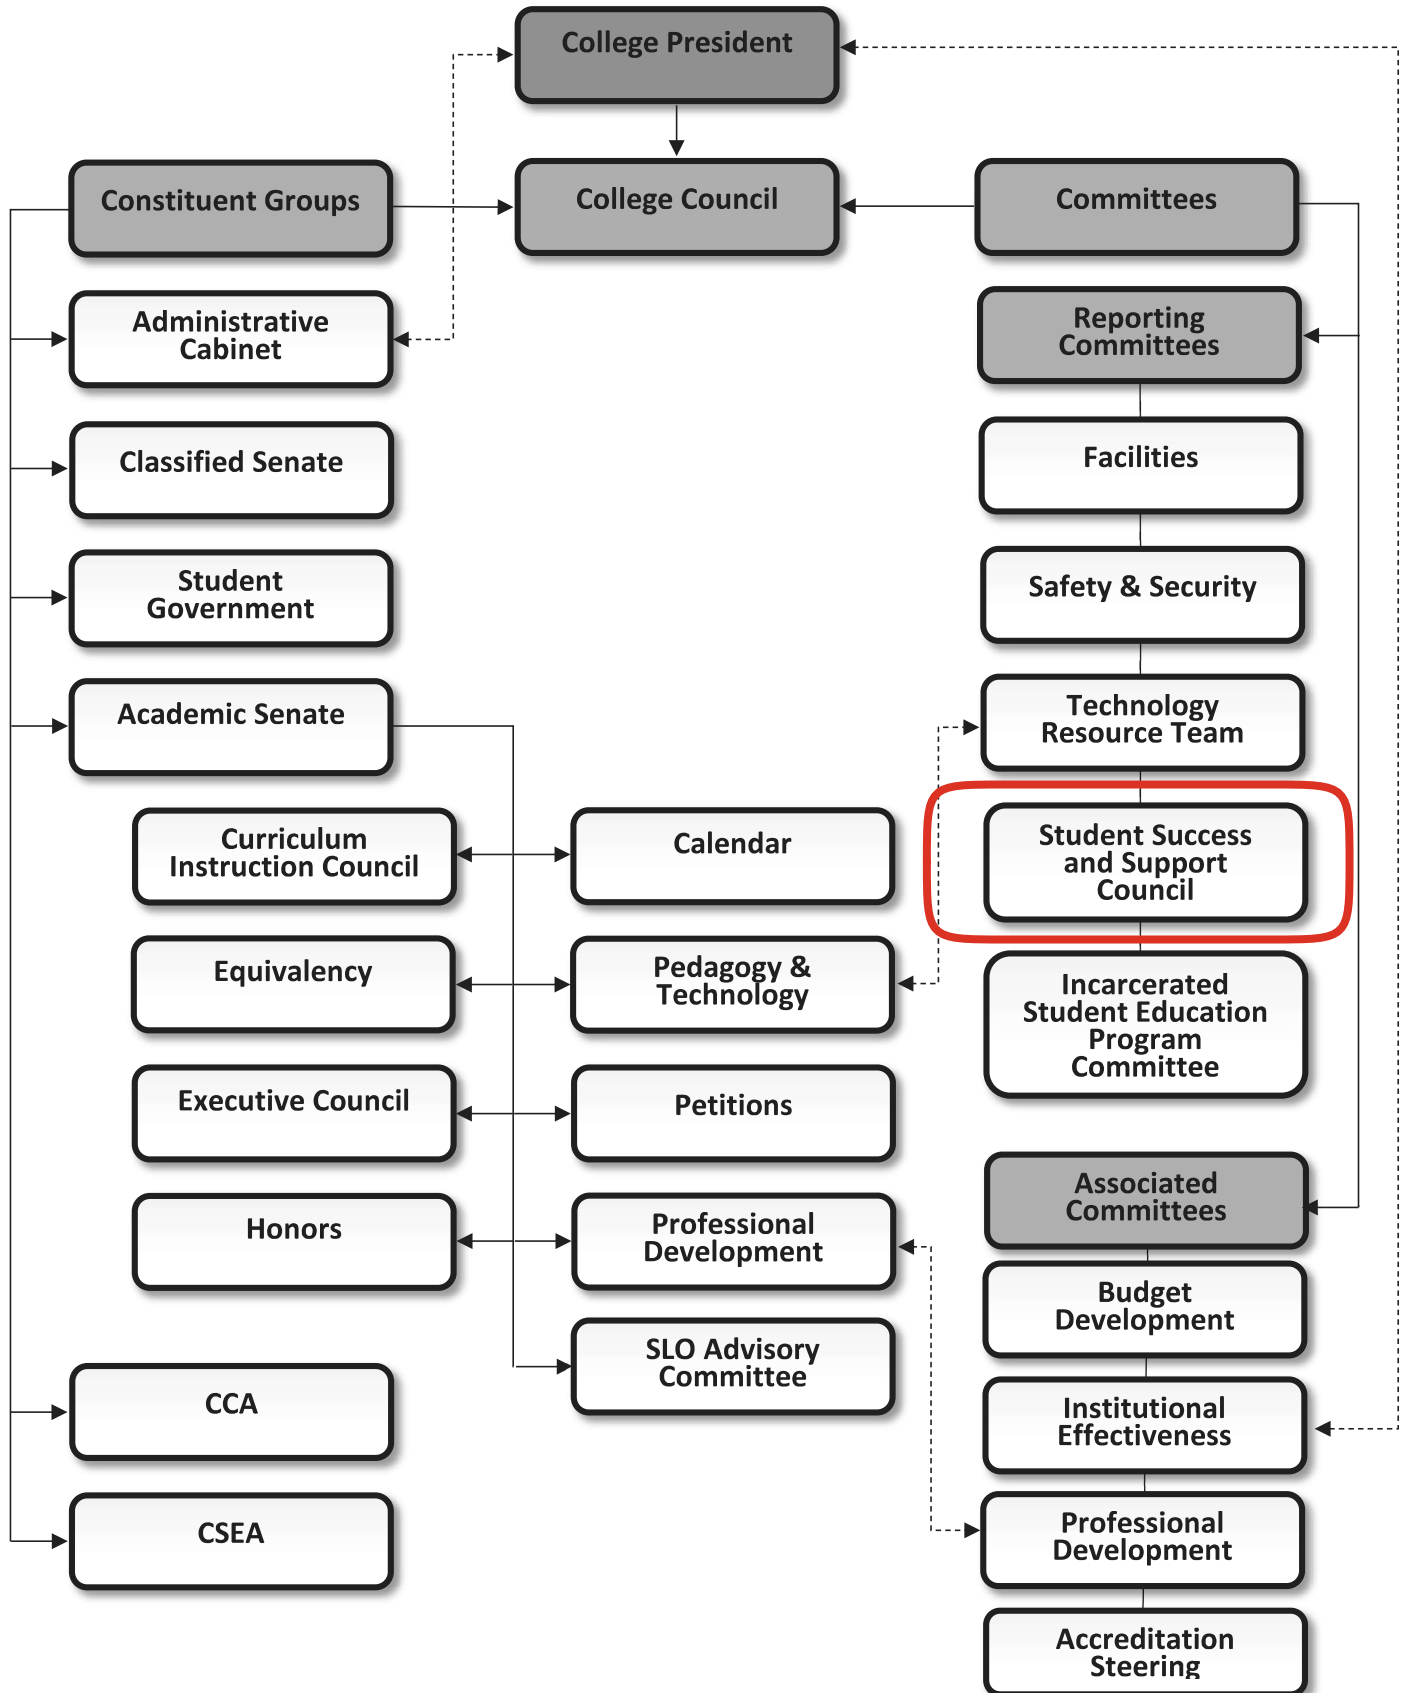 College President
Constituent Groups
College Council
Committees
Administrative
Cabinet
Classified Senate
Student
Government
Academic Senate
Curriculum
Instruction Council
Equivalency
Executive Council
Honors
Calendar
Pedagogy &
Technology
Petitions
Professional
Development
SLO Advisory
Committee
CCA
CSEA
Reporting
Committees
Facilities
Safety & Security
Technology
Resource Team
Student Success
and Support
Council
Incarcerated
Student Education
Program
Committee
Associated
Committees
Budget
Development
Institutional
Effectiveness
Professional
Development
Accreditation
Steering